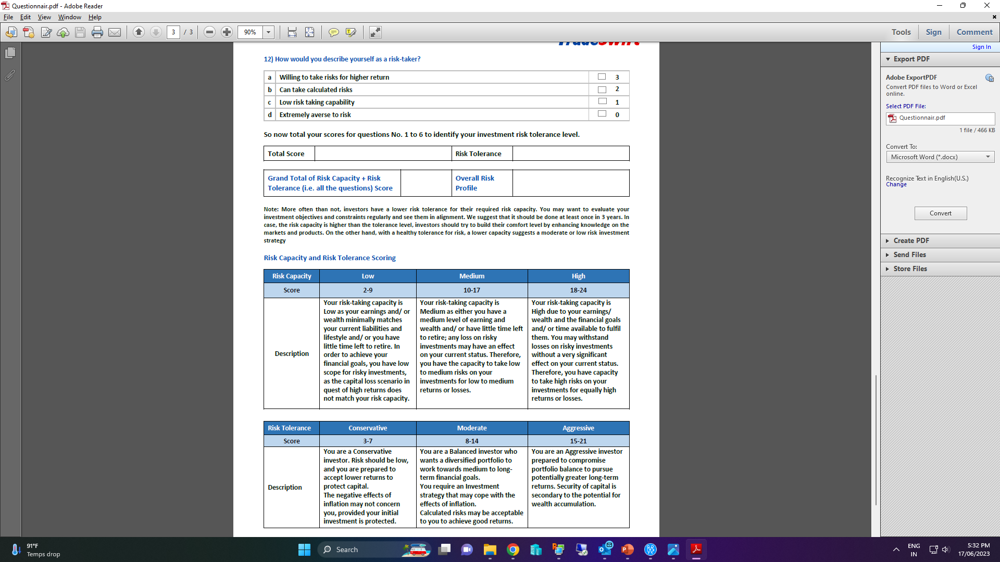 Questionnair.pdf - Adobe Reader
File Edit View Window Help
3 / 3 90% Tools Sign Comment
Sign In
TradeSwift
12) How would you describe yourself as a risk-taker?
a Willing to take risks for higher return 3
b Can take calculated risks 2
c Low risk taking capability 1
d Extremely averse to risk 0
So now total your scores for questions No. 1 to 6 to identify your investment risk tolerance level.
Total Score Risk Tolerance
Grand Total of Risk Capacity + Risk
Tolerance (i.e. all the questions) Score
Overall Risk
Profile
Note: More often than not, investors have a lower risk tolerance for their required risk capacity. You may want to evaluate your
investment objectives and constraints regularly and see them in alignment. We suggest that it should be done at least once in 3 years. In
case, the risk capacity is higher than the tolerance level, investors should try to build their comfort level by enhancing knowledge on the
markets and products. On the other hand, with a healthy tolerance for risk, a lower capacity suggests a moderate or low risk investment
strategy
Risk Capacity and Risk Tolerance Scoring
Risk Capacity Low Medium High
Score 2-9 10-17 18-24
Description
Your risk-taking capacity is
Low as your earnings and/ or
wealth minimally matches
your current liabilities and
lifestyle and/ or you have
little time left to retire. In
order to achieve your
financial goals, you have low
scope for risky investments,
as the capital loss scenario in
quest of high returns does
not match your risk capacity.
Your risk-taking capacity is
Medium as either you have a
medium level of earning and
wealth and/ or have little time left
to retire; any loss on risky
investments may have an effect
on your current status. Therefore,
you have the capacity to take low
to medium risks on your
investments for low to medium
returns or losses.
Your risk-taking capacity is
High due to your earnings/
wealth and the financial goals
and/ or time available to fulfil
them. You may withstand
losses on risky investments
without a very significant
effect on your current status.
Therefore, you have capacity
to take high risks on your
investments for equally high
returns or losses.
Risk Tolerance Conservative Moderate Aggressive
Score 3-7 8-14 15-21
Description
You are a Conservative
investor. Risk should be low,
and you are prepared to
accept lower returns to
protect capital.
The negative effects of
inflation may not concern
you, provided your initial
investment is protected.
You are a Balanced investor who
wants a diversified portfolio to
work towards medium to long-
term financial goals.
You require an Investment
strategy that may cope with the
effects of inflation.
Calculated risks may be acceptable
to you to achieve good returns.
You are an Aggressive investor
prepared to compromise
portfolio balance to pursue
potentially greater long-term
returns. Security of capital is
secondary to the potential for
wealth accumulation.
Export PDF
Adobe ExportPDF
Convert PDF files to Word or Excel
online.
Select PDF File:
Questionnair.pdf
1 file / 466 KB
Convert To:
Microsoft Word (*.docx)
Recognize Text in English(U.S.)
Change
Convert
Create PDF
Send Files
Store Files
91°F
Temps drop
Search
ENG
IN
5:32 PM
17/06/2023